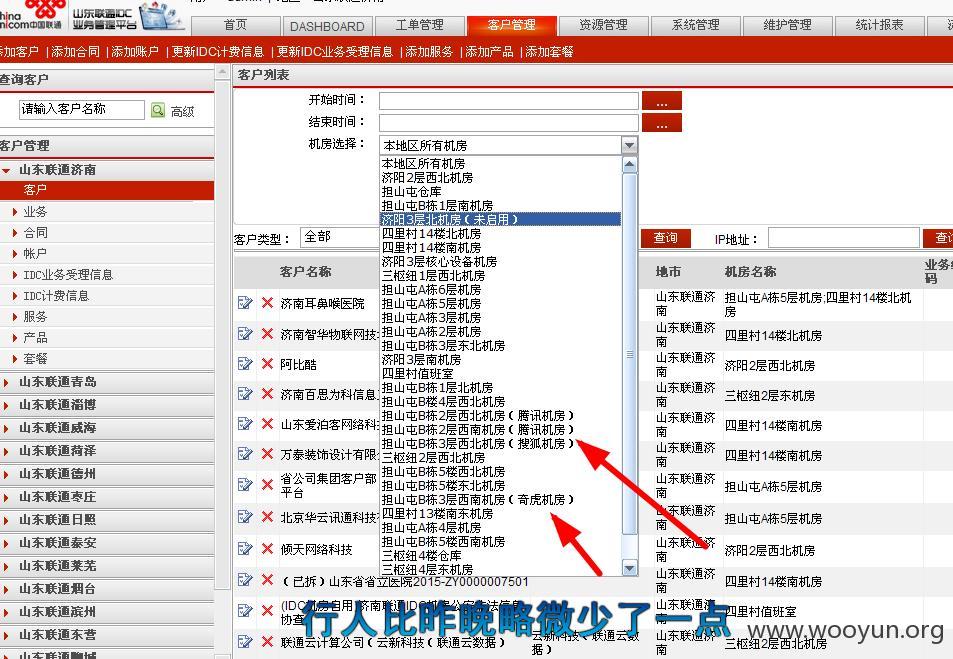 hina
nicom中国联通
山东联通IDC
业务管理平台
首页
DASHBOARD
工单管理
客户管理
资源管理
系统管理
维护管理
统计报表
添加客户 |添加合同 |添加账户 |更新IDC计费信息 |更新IDC业务受理信息 |添加服务 |添加产品 |添加套餐
查询客户
请输入客户名称
高级
客户管理
山东联通济南
客户
业务
合同
帐户
IDC业务受理信息
IDC计费信息
服务
产品
套餐
山东联通青岛
山东联通淄博
山东联通威海
山东联通菏泽
山东联通德州
山东联通枣庄
山东联通日照
山东联通泰安
山东联通莱芜
山东联通烟台
山东联通滨州
山东联通东营
山东联通聊城
客户列表
开始时间：
...
结束时间：
...
机房选择：
本地区所有机房
本地区所有机房
济阳2层西北机房
担山屯仓库
担山屯B栋1层南机房
济阳3层北机房（未启用）
四里村14楼北机房
四里村14楼南机房
济阳3层核心设备机房
三枢纽1层西北机房
担山屯A栋6层机房
担山屯A栋5层机房
担山屯A栋3层机房
担山屯A栋2层机房
担山屯B栋3层东北机房
济阳3层南机房
四里村值班室
担山屯B栋1层北机房
担山屯B楼4层西北机房
担山屯B栋2层西北机房（腾讯机房）
担山屯B栋2层西南机房（腾讯机房）
担山屯B栋3层西北机房（搜狐机房）
三枢纽2层西北机房
担山屯B栋5楼西北机房
担山屯B栋5楼东北机房
担山屯B栋3层西南机房（奇虎机房）
四里村13楼南东机房
担山屯A栋4层机房
担山屯B栋5楼西南机房
三枢纽4楼仓库
三枢纽4层东机房
客户类型：
全部
查询
IP地址：
查询
客户名称
地市
机房名称
业务编
码
济南耳鼻喉医院
山东联通济
南
担山屯A栋5层机房;四里村14楼北机
房
济南智华物联网技
山东联通济
南
四里村14楼北机房
阿比酷
山东联通济
南
济阳2层西北机房
济南百思为科信息
山东联通济
南
三枢纽2层东机房
山东爱泊客网络科
山东联通济
南
四里村14楼南机房
万泰装饰设计有限
山东联通济
南
四里村14楼南机房
省公司集团客户部
平台
山东联通济
南
担山屯A栋5层机房
北京华云讯通科技
山东联通济
南
担山屯A栋5层机房
倾天网络科技
山东联通济
南
济阳2层西北机房
（已拆）山东省省立医院2015-ZY0000007501
山东联通济
南
四里村14楼南机房
山东联通济
南
四里村值班室
联通云计算公司（云新科技（联通云数据）
云新科技（联通云数
据）
山东联通济
南
三枢纽2层西北机房
行人比昨晚略微少了一点
www.wooyun.org